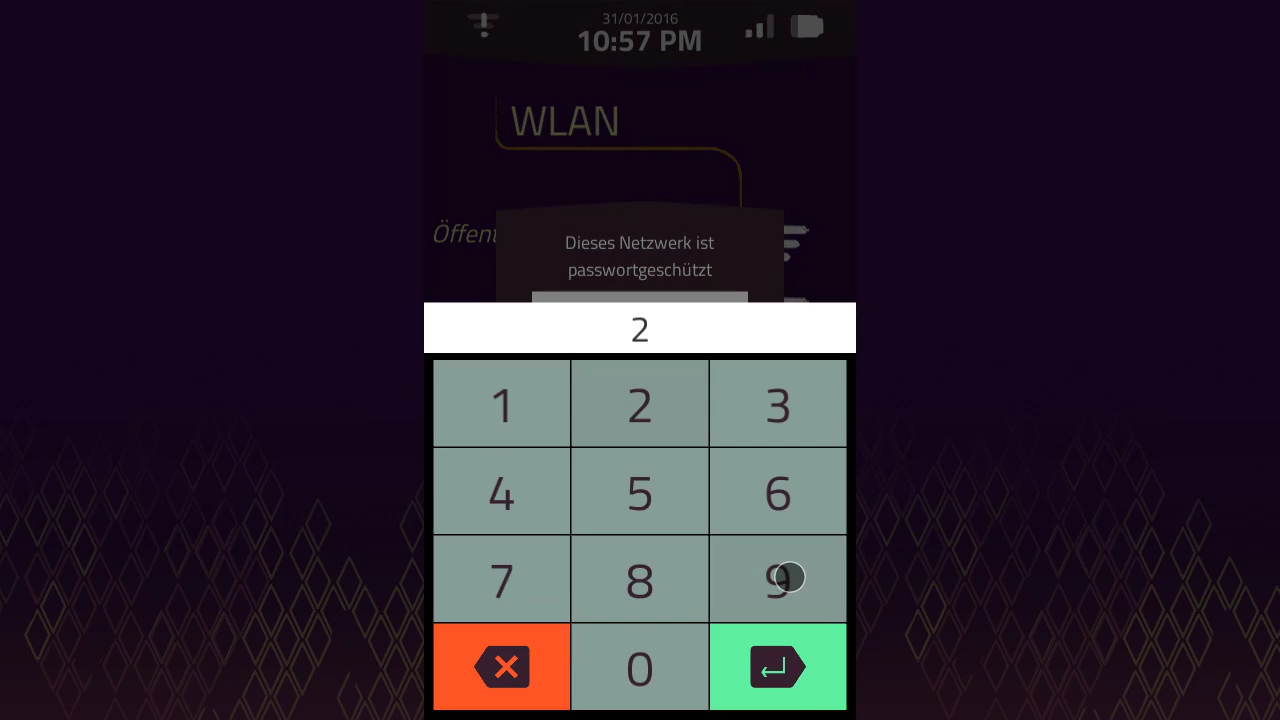 31/01/2016
10:57 PM
WLAN
Öffent
Dieses Netzwerk ist
passwortgeschützt
2
1 2 3
4 5 6
7 8 9
0